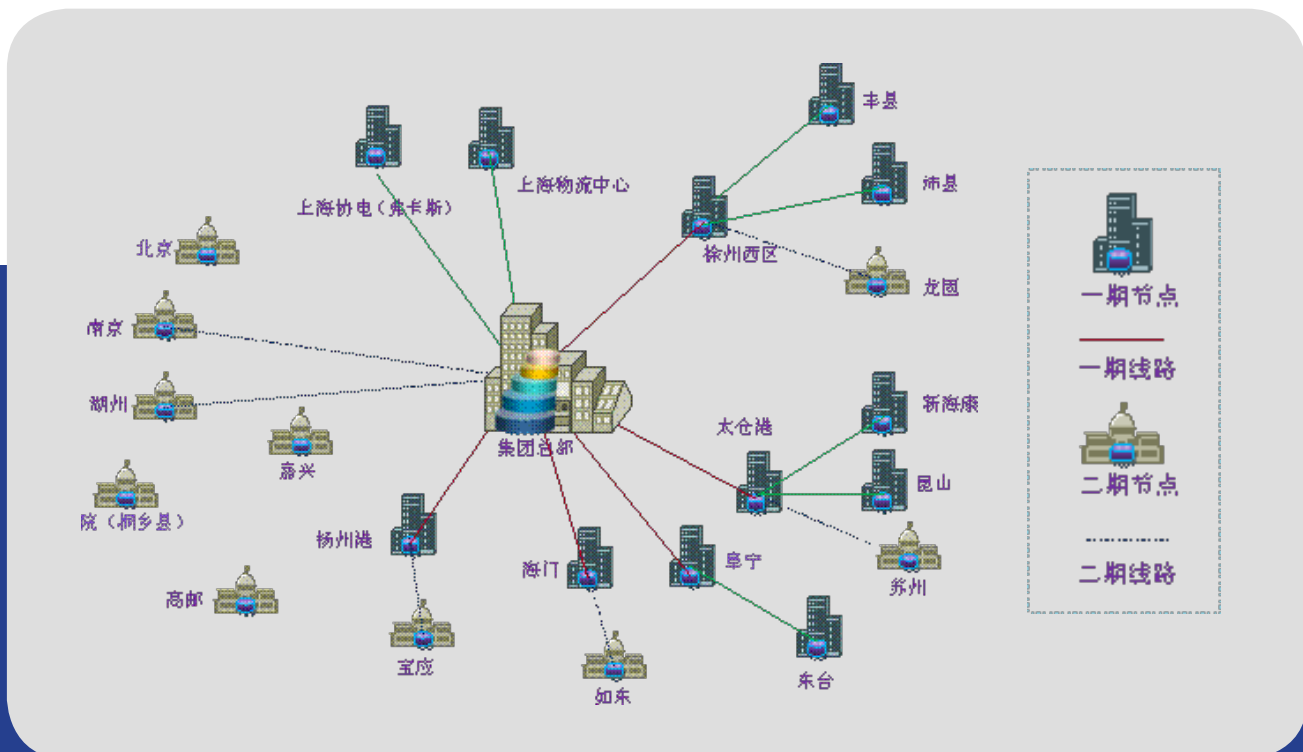 丰县
沛县
上海物流中心
上海协电（弗卡斯）
北京
徐州西区
龙固
一期节点
南京
一期线路
湖州
新海康
太仓港
集团总部
嘉兴
昆山
二期节点
院（桐乡县）
扬州港
海门
阜宁
二期线路
苏州
高邮
宝应
东台
如东